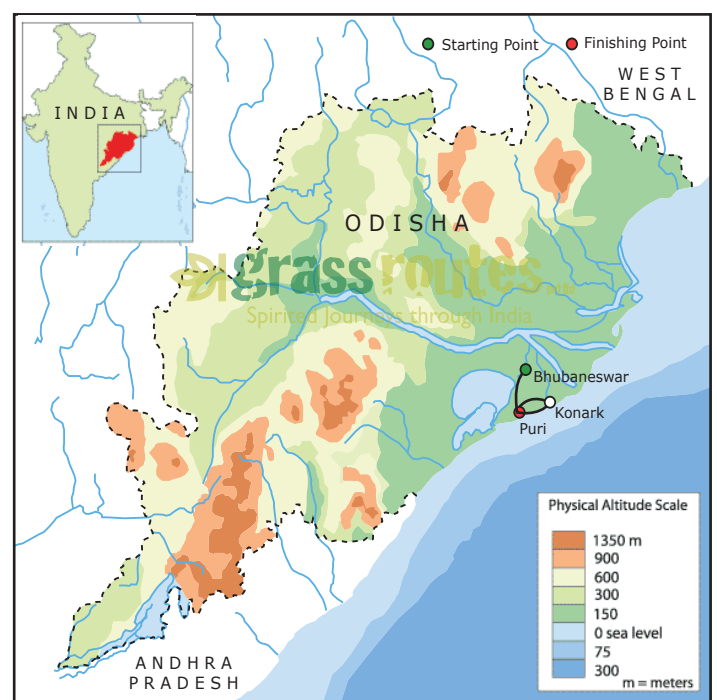 Starting Point
Finishing Point
WEST
BENGAL
INDIA
ODISHA
grassroutes
Spirited Journeys through India
Bhubaneswar
Konark
Puri
Physical Altitude Scale
1350 m
900
600
300
150
0 sea level
75
300
m = meters
ANDHRA
PRADESH